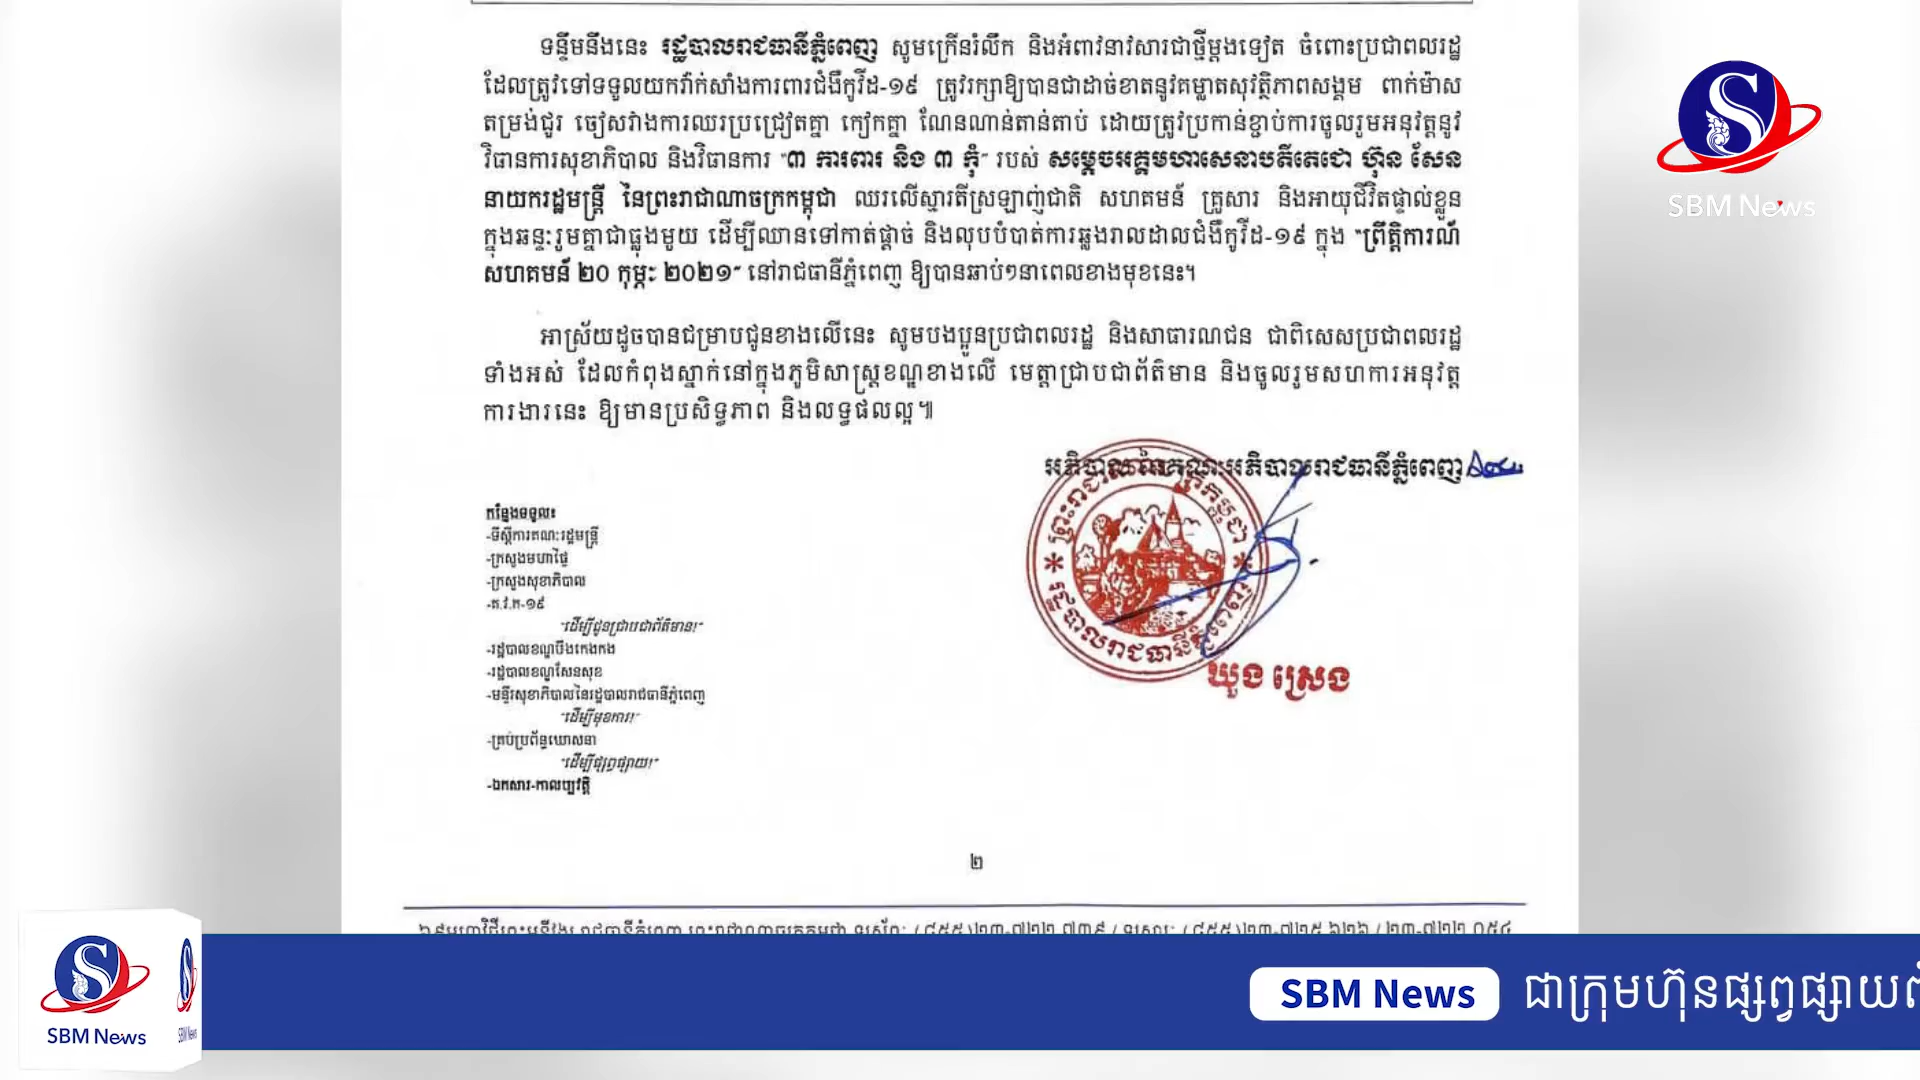 ទន្ទឹមនឹងនេះ រដ្ឋបាលរាជធានីភ្នំពេញ សូមក្រើនរំលឹក និងអំពាវនាវសារជាថ្មីម្តងទៀត ចំពោះប្រជាពលរដ្ឋ
ដែលត្រូវទៅទទួលយកវ៉ាក់សាំងការពារជំងឺកូវីដ-១៩ ត្រូវរក្សាឱ្យបានជាដាច់ខាតនូវគម្លាតសុវត្ថិភាពសង្គម ពាក់ម៉ាស
តម្រង់ជួរ ចៀសវាងការឈរប្រជ្រៀតគ្នា កៀកគ្នា ណែនណាន់តាន់តាប់ ដោយត្រូវប្រកាន់ខ្ជាប់ការចូលរួមអនុវត្តនូវ
វិធានការសុខាភិបាល និងវិធានការ "៣ ការពារ និង ៣ កុំ" របស់ សម្តេចអគ្គមហាសេនាបតីតេជោ ហ៊ុន សែន
នាយករដ្ឋមន្ត្រី នៃព្រះរាជាណាចក្រកម្ពុជា ឈរលើស្មារតីស្រឡាញ់ជាតិ សហគមន៍ គ្រួសារ និងអាយុជីវិតផ្ទាល់ខ្លួន
ក្នុងឆន្ទៈរួមគ្នាជាធ្លុងមួយ ដើម្បីឈានទៅកាត់ផ្តាច់ និងលុបបំបាត់ការឆ្លងរាលដាលជំងឺកូវីដ-១៩ ក្នុង "ព្រឹត្តិការណ៍
សហគមន៍ ២០ កុម្ភៈ ២០២១" នៅរាជធានីភ្នំពេញ ឱ្យបានឆាប់ៗនាពេលខាងមុខនេះ។
អាស្រ័យដូចបានជម្រាបជូនខាងលើនេះ សូមបងប្អូនប្រជាពលរដ្ឋ និងសាធារណជន ជាពិសេសប្រជាពលរដ្ឋ
ទាំងអស់ ដែលកំពុងស្នាក់នៅក្នុងភូមិសាស្ត្រខណ្ឌខាងលើ មេត្តាជ្រាបជាព័ត៌មាន និងចូលរួមសហការអនុវត្ត
ការងារនេះ ឱ្យមានប្រសិទ្ធភាព និងលទ្ធផលល្អ៕
អភិបាល នៃគណៈអភិបាលរាជធានីភ្នំពេញ
ព្រះរាជាណាចក្រកម្ពុជា
រដ្ឋបាលរាជធានីភ្នំពេញ
ឃួង ស្រេង
កន្លែងទទួល៖
-ទីស្តីការគណៈរដ្ឋមន្ត្រី
-ក្រសួងមហាផ្ទៃ
-ក្រសួងសុខាភិបាល
-គ.វ.ក-១៩
"ដើម្បីជូនជ្រាបជាព័ត៌មាន!"
-រដ្ឋបាលខណ្ឌបឹងកេងកង
-រដ្ឋបាលខណ្ឌសែនសុខ
-មន្ទីរសុខាភិបាលនៃរដ្ឋបាលរាជធានីភ្នំពេញ
"ដើម្បីមុខការ!"
-គ្រប់ប្រព័ន្ធឃោសនា
"ដើម្បីផ្សព្វផ្សាយ!"
-ឯកសារ-កាលប្បវត្តិ
២
SBM News
SBM News
SBM News
SBM News ជាក្រុមហ៊ុនផ្សព្វផ្សាយ